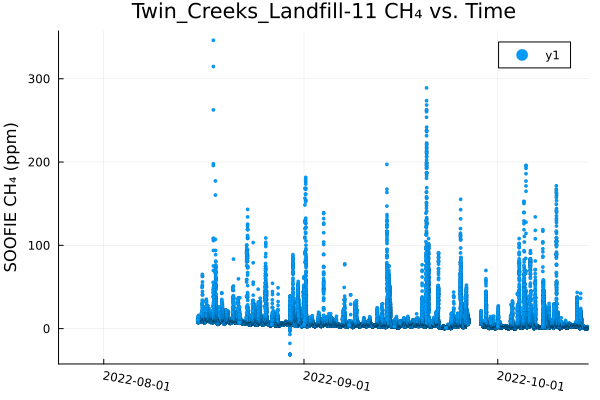 Twin_Creeks_Landfill-11 CH₄ vs. Time
y1
SOOFIE CH₄ (ppm)
300
200
100
0
2022-08-01
2022-09-01
2022-10-01